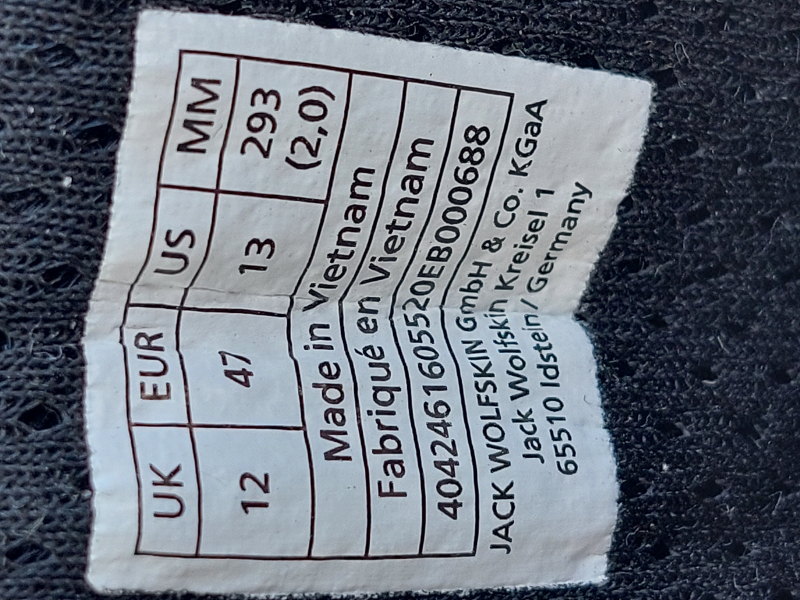 UK EUR US MM
12 47 13 293
(2,0)
Made in Vietnam
Fabriqué en Vietnam
4042461605520EB000688
JACK WOLFSKIN GmbH & Co. KGaA
Jack Wolfskin Kreisel 1
65510 Idstein / Germany